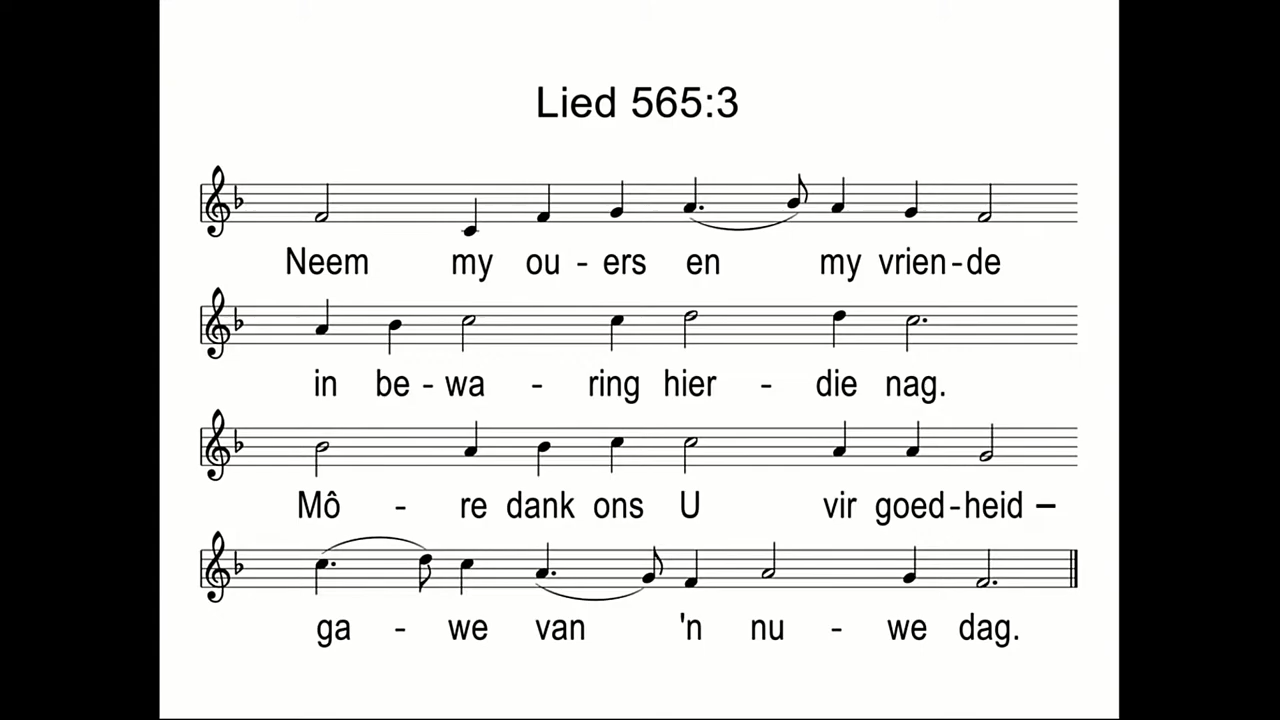 Lied 565:3
Neem my ou - ers en my vrien - de
in be - wa - ring hier - die nag.
Mô - re dank ons U vir goed - heid –
ga - we van 'n nu - we dag.